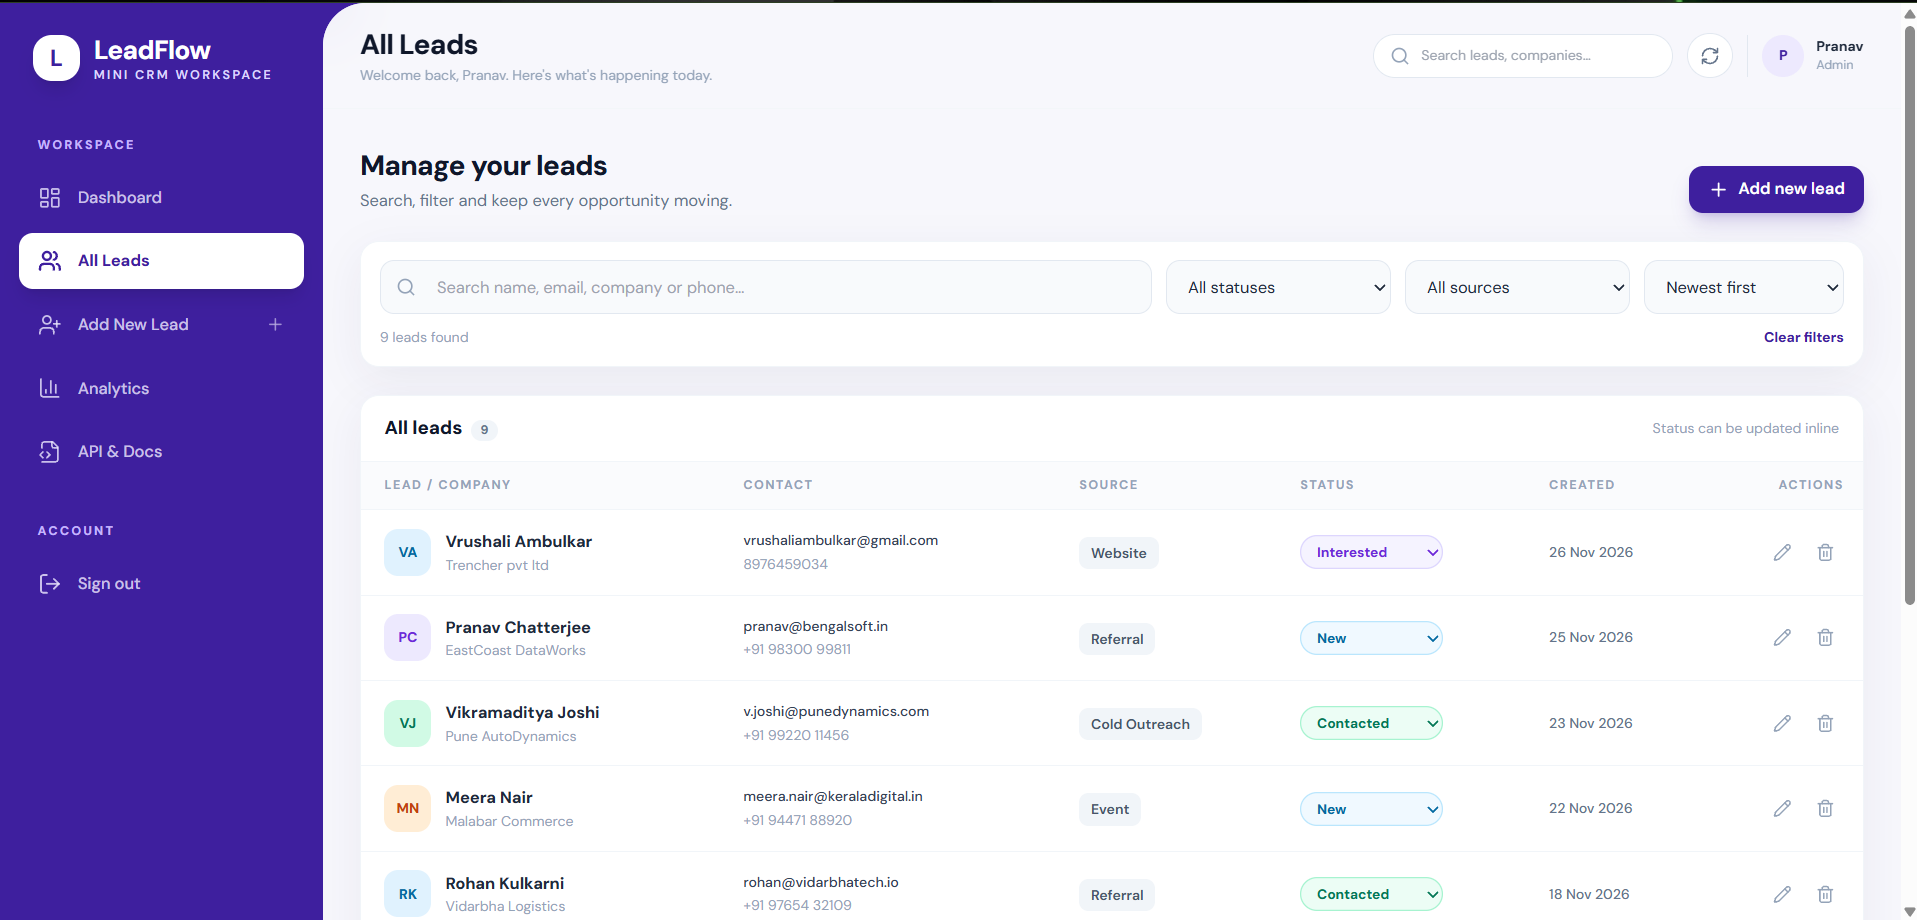 L
LeadFlow
MINI CRM WORKSPACE
WORKSPACE
Dashboard
All Leads
Add New Lead
Analytics
API & Docs
ACCOUNT
Sign out
All Leads
Welcome back, Pranav. Here's what's happening today.
Search leads, companies...
P
Pranav
Admin
Manage your leads
Search, filter and keep every opportunity moving.
+ Add new lead
Search name, email, company or phone...
All statuses
All sources
Newest first
9 leads found
Clear filters
All leads 9
Status can be updated inline
LEAD / COMPANY CONTACT SOURCE STATUS CREATED ACTIONS
VA Vrushali Ambulkar vrushaliambulkar@gmail.com Website Interested 26 Nov 2026
Trencher pvt ltd 8976459034
PC Pranav Chatterjee pranav@bengalsoft.in Referral New 25 Nov 2026
EastCoast DataWorks +91 98300 99811
VJ Vikramaditya Joshi v.joshi@punedynamics.com Cold Outreach Contacted 23 Nov 2026
Pune AutoDynamics +91 99220 11456
MN Meera Nair meera.nair@keraladigital.in Event New 22 Nov 2026
Malabar Commerce +91 94471 88920
RK Rohan Kulkarni rohan@vidarbhatech.io Referral Contacted 18 Nov 2026
Vidarbha Logistics +91 97654 32109